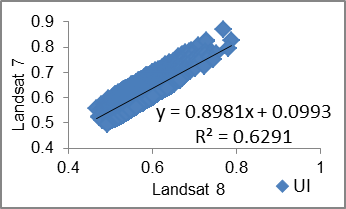 0.9
0.8
0.7
0.6
0.5
0.4
Landsat 7
y = 0.8981x + 0.0993
R² = 0.6291
0.4 0.6 0.8 1
Landsat 8
UI